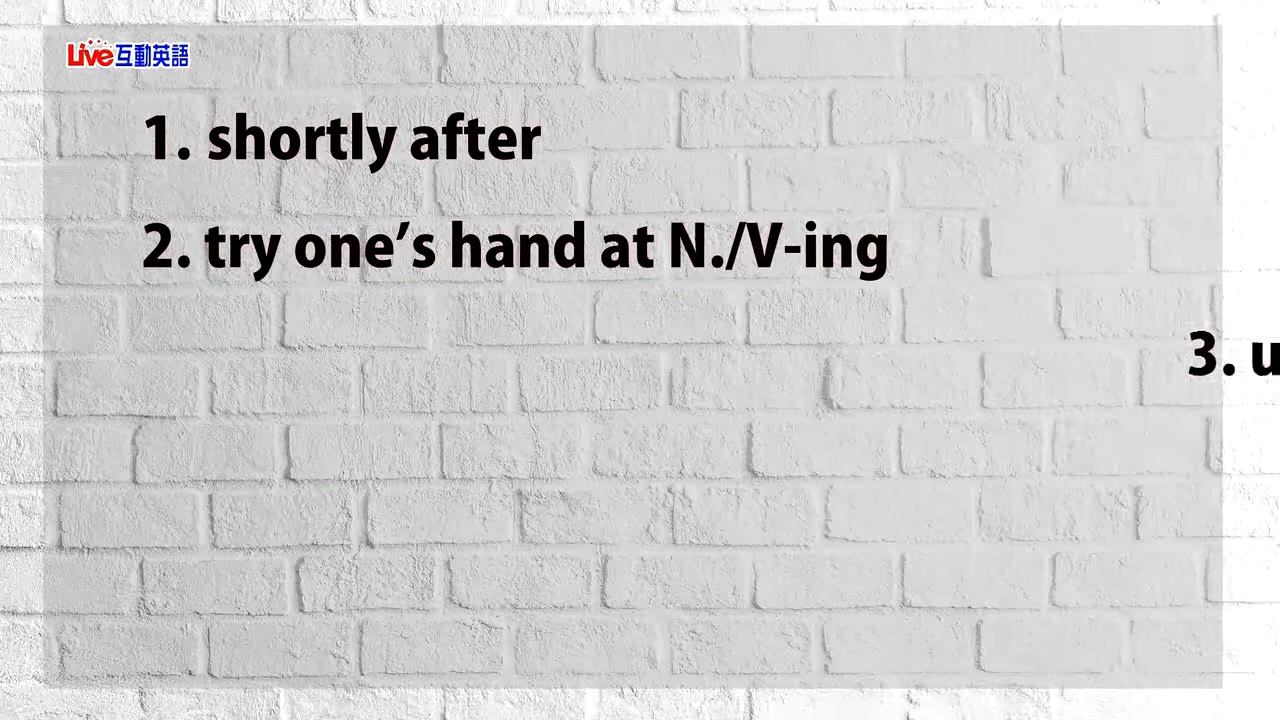 Live互動英語
1. shortly after
2. try one's hand at N./V-ing
3. u